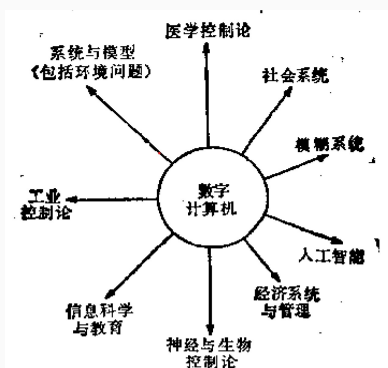 医学控制论
系统与模型
(包括环境问题)
社会系统
模糊系统
数字
计算机
工业
控制论
人工智能
经济系统
与管理
信息科学
与教育
神经与生物
控制论